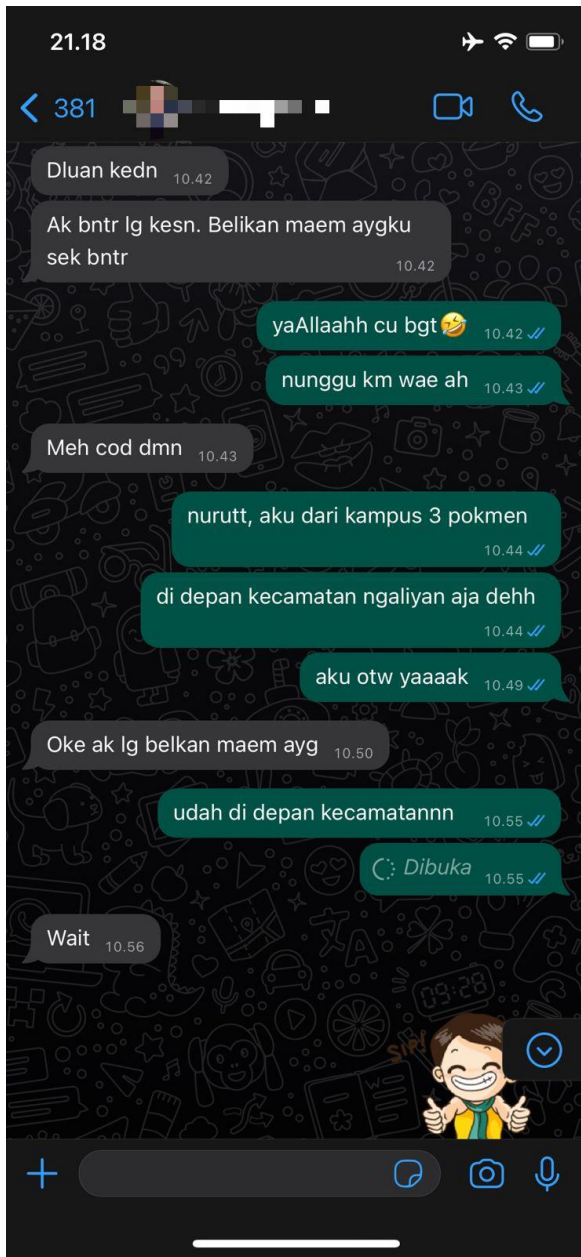 21.18
381
Dluan kedn 10.42
Ak bntr lg kesn. Belikan maem aygku
sek bntr 10.42
yaAllaahh cu bgt🤣 10.42
nunggu km wae ah 10.43
Meh cod dmn 10.43
nurutt, aku dari kampus 3 pokmen
10.44
di depan kecamatan ngaliyan aja dehh
10.44
aku otw yaaaak 10.49
Oke ak lg belkan maem ayg 10.50
udah di depan kecamatannn 10.55
Dibuka 10.55
Wait 10.56
SIP!